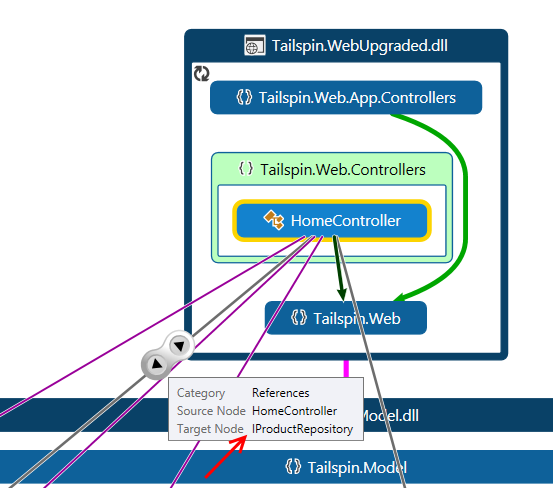 Tailspin.WebUpgraded.dll
{} Tailspin.Web.App.Controllers
{} Tailspin.Web.Controllers
HomeController
{} Tailspin.Web
Category References
Source Node HomeController
Target Node IProductRepository
Model.dll
{} Tailspin.Model